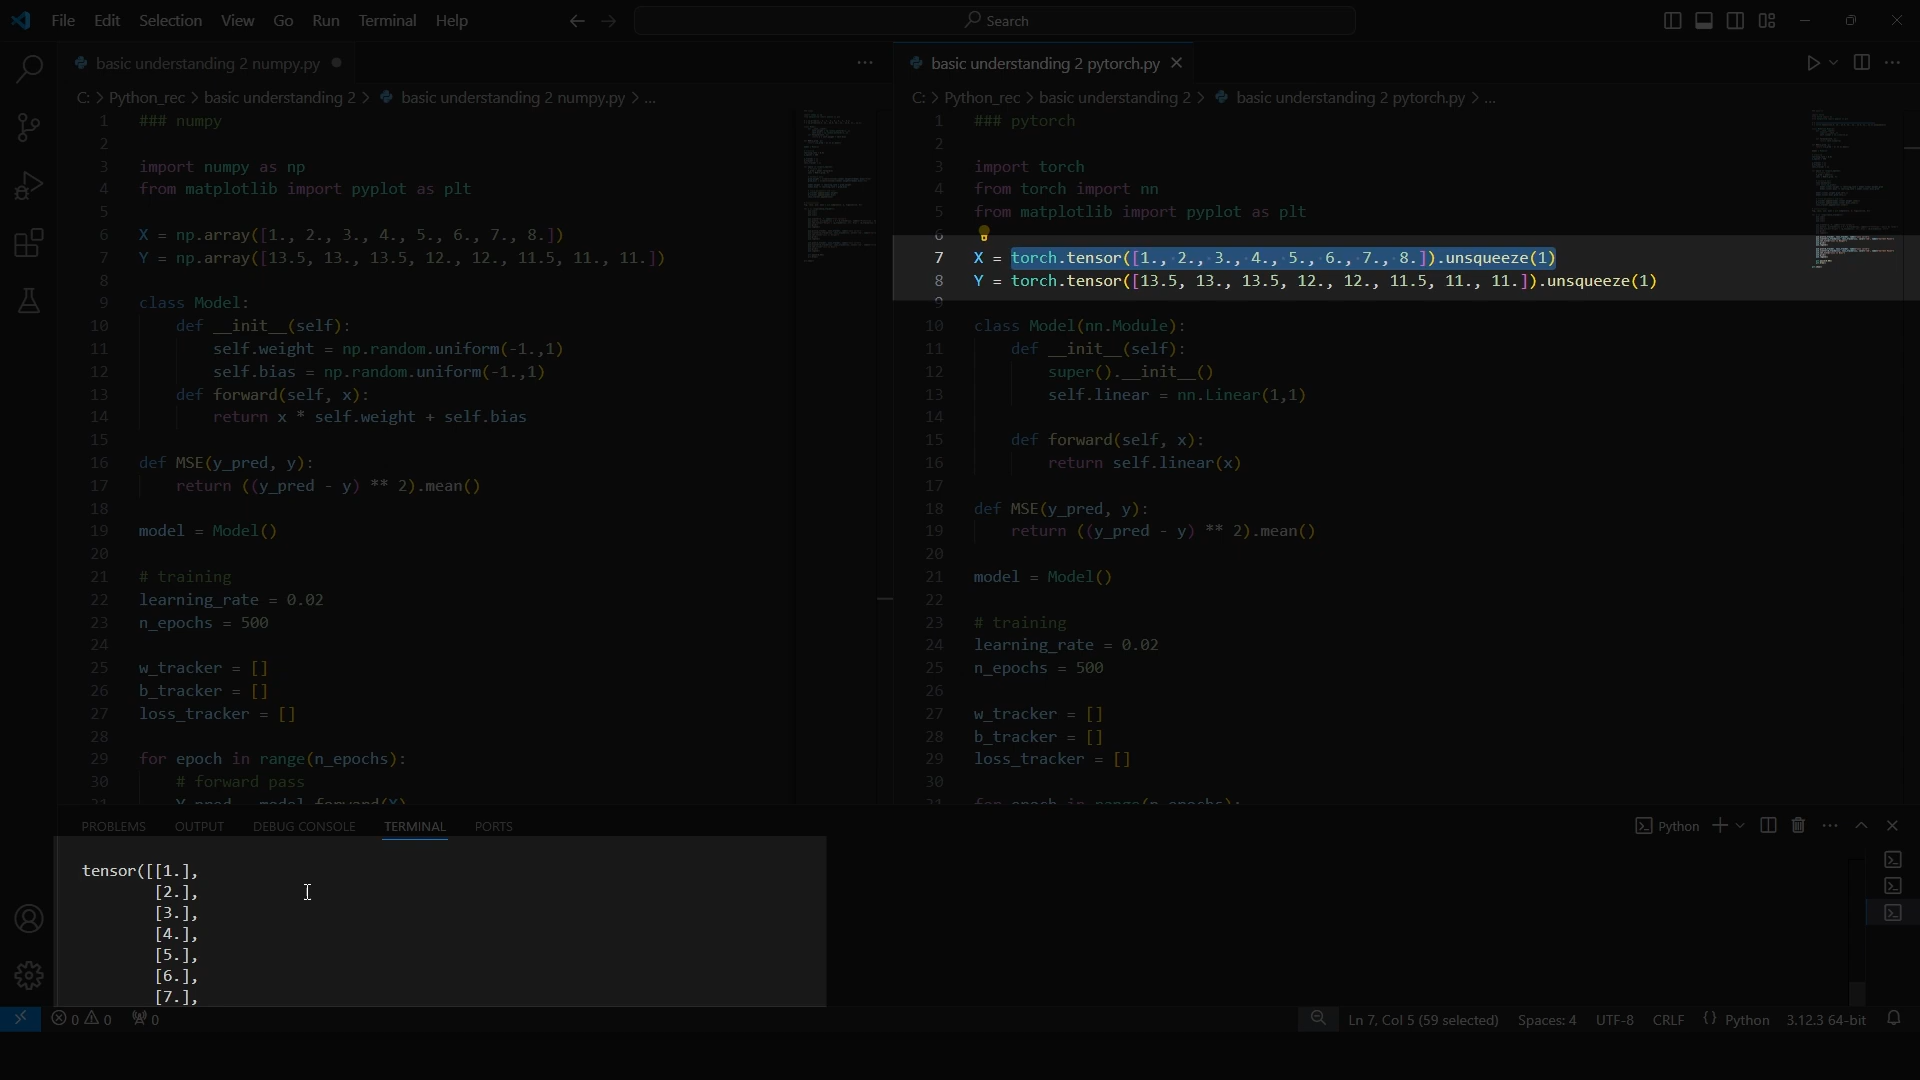 File Edit Selection View Go Run Terminal Help
Search
basic understanding 2 numpy.py
C: > Python_rec > basic understanding 2 > basic understanding 2 numpy.py > ...
1 ### numpy
2
3 import numpy as np
4 from matplotlib import pyplot as plt
5
6 X = np.array([1., 2., 3., 4., 5., 6., 7., 8.])
7 Y = np.array([13.5, 13., 13.5, 12., 12., 11.5, 11., 11.])
8
9 class Model:
10 def __init__(self):
11 self.weight = np.random.uniform(-1.,1)
12 self.bias = np.random.uniform(-1.,1)
13 def forward(self, x):
14 return x * self.weight + self.bias
15
16 def MSE(y_pred, y):
17 return ((y_pred - y) ** 2).mean()
18
19 model = Model()
20
21 # training
22 learning_rate = 0.02
23 n_epochs = 500
24
25 w_tracker = []
26 b_tracker = []
27 loss_tracker = []
28
29 for epoch in range(n_epochs):
30 # forward pass
31 Y_pred = model.forward(X)
basic understanding 2 pytorch.py
C: > Python_rec > basic understanding 2 > basic understanding 2 pytorch.py > ...
1 ### pytorch
2
3 import torch
4 from torch import nn
5 from matplotlib import pyplot as plt
6
7 X = torch.tensor([1., 2., 3., 4., 5., 6., 7., 8.]).unsqueeze(1)
8 Y = torch.tensor([13.5, 13., 13.5, 12., 12., 11.5, 11., 11.]).unsqueeze(1)
9
10 class Model(nn.Module):
11 def __init__(self):
12 super().__init__()
13 self.linear = nn.Linear(1,1)
14
15 def forward(self, x):
16 return self.linear(x)
17
18 def MSE(y_pred, y):
19 return ((y_pred - y) ** 2).mean()
20
21 model = Model()
22
23 # training
24 learning_rate = 0.02
25 n_epochs = 500
26
27 w_tracker = []
28 b_tracker = []
29 loss_tracker = []
30
31 for epoch in range(n_epochs):
PROBLEMS OUTPUT DEBUG CONSOLE TERMINAL PORTS
Python
tensor([[1.],
[2.],
[3.],
[4.],
[5.],
[6.],
[7.],
0 0 0
Ln 7, Col 5 (59 selected) Spaces: 4 UTF-8 CRLF {} Python 3.12.3 64-bit